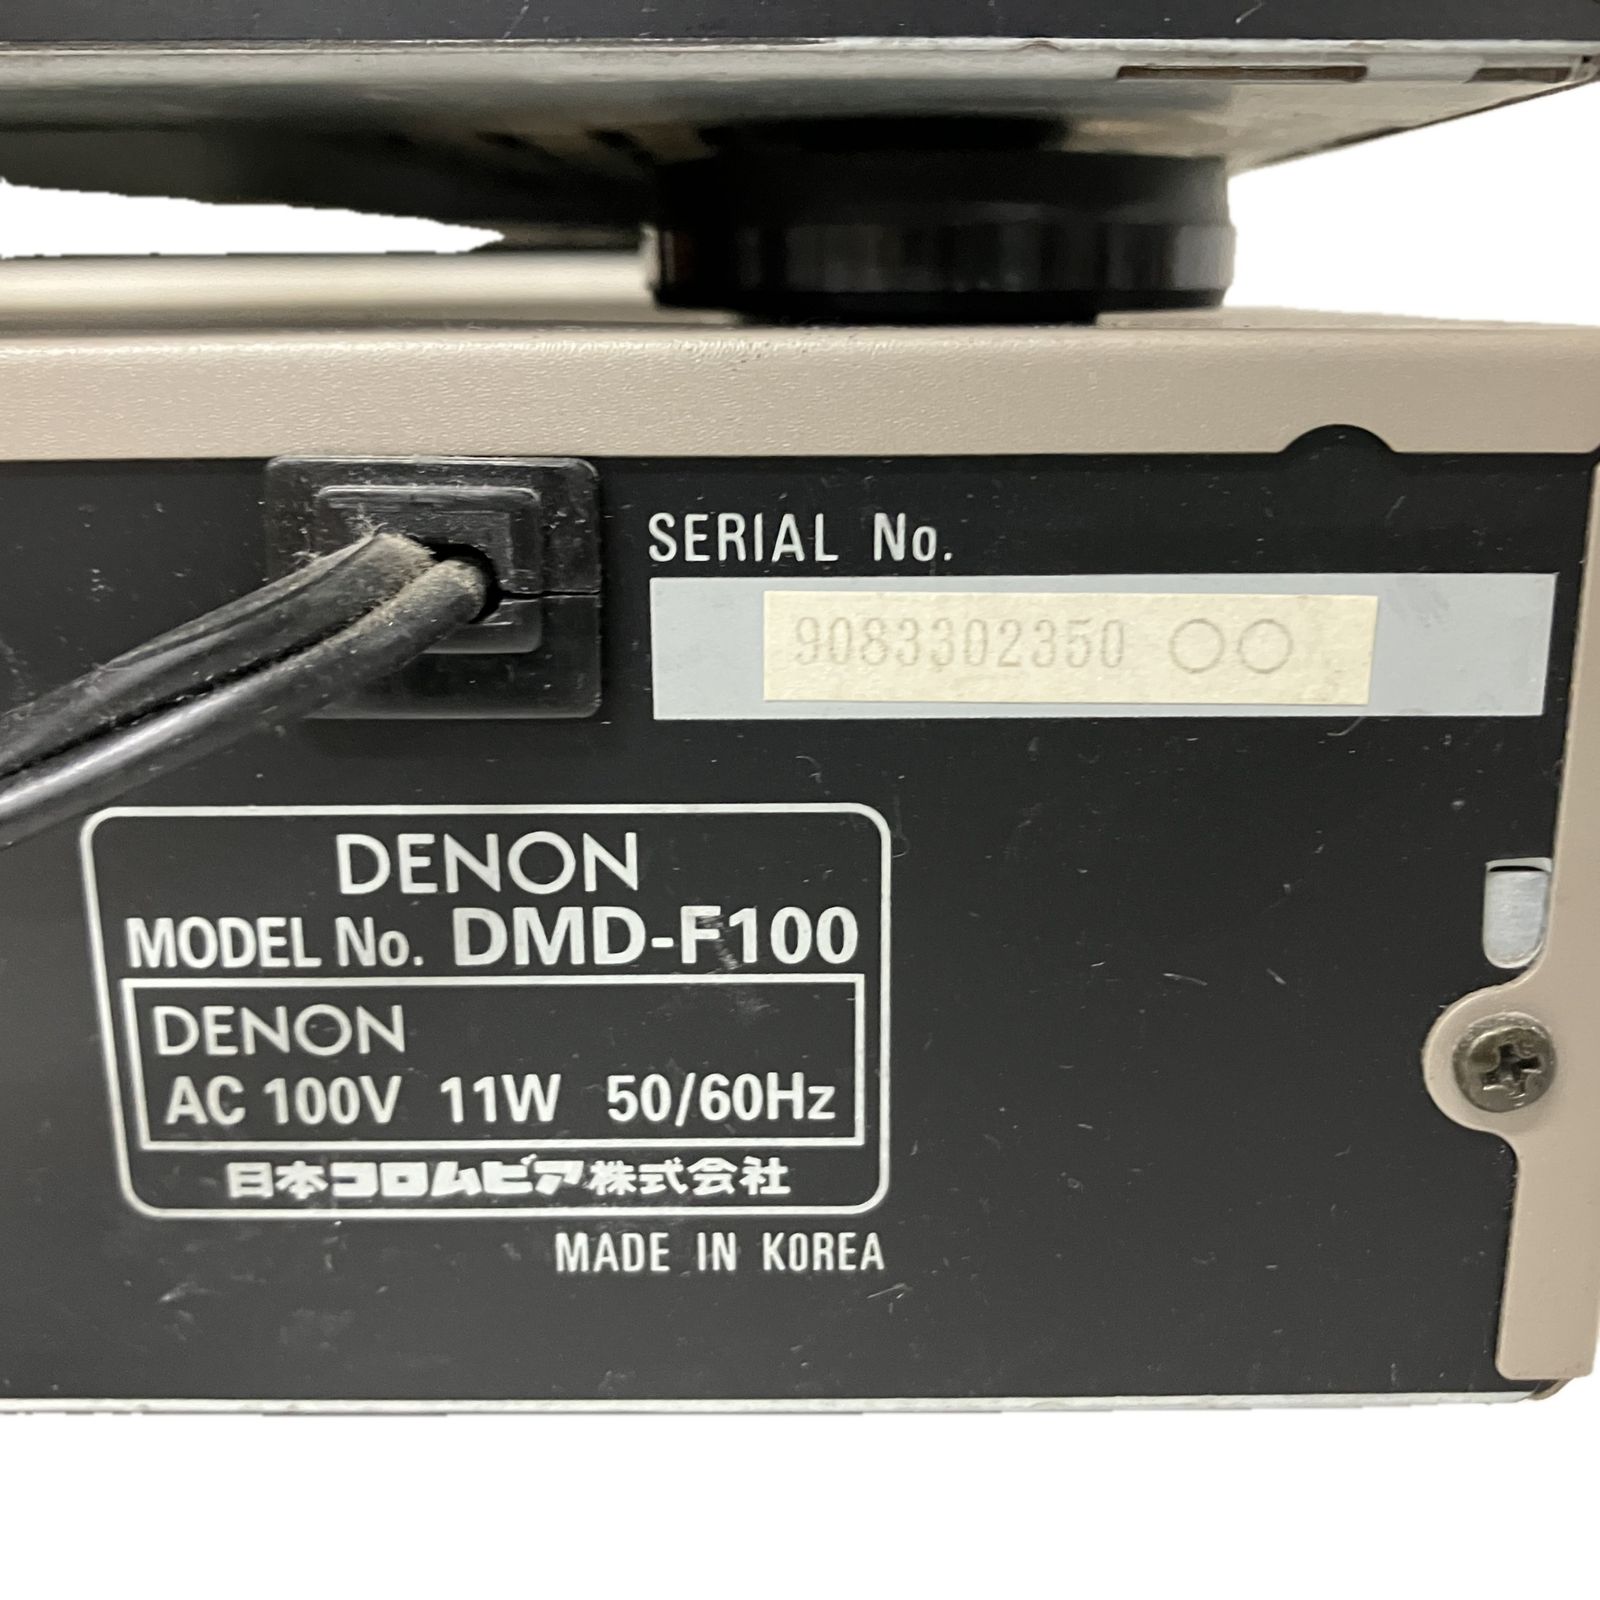 SERIAL No.
9083302350 ○○
DENON
MODEL No. DMD-F100
DENON
AC 100V 11W 50/60Hz
日本コロムビア株式会社
MADE IN KOREA